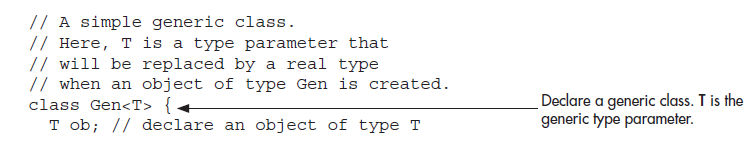 // A simple generic class.
// Here, T is a type parameter that
// will be replaced by a real type
// when an object of type Gen is created.
class Gen<T> {
T ob; // declare an object of type T
Declare a generic class. T is the
generic type parameter.